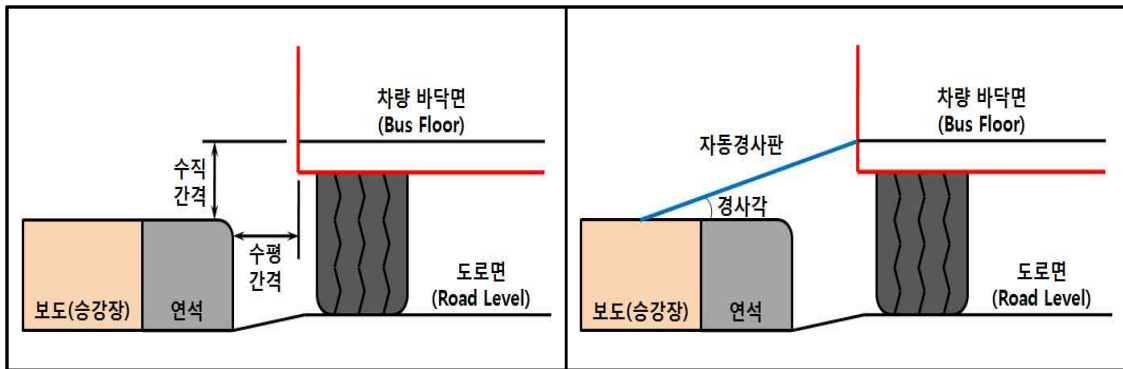 차량 바닥면
(Bus Floor)
수직
간격
수평
간격
도로면
(Road Level)
보도(승강장)
연석
차량 바닥면
(Bus Floor)
자동경사판
경사각
도로면
(Road Level)
보도(승강장)
연석